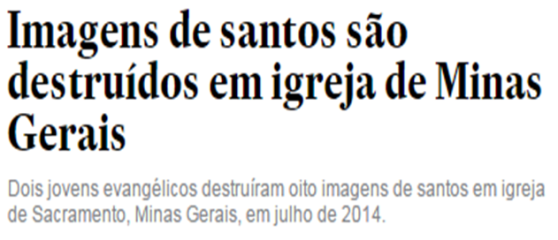 Imagens de santos são
destruídos em igreja de Minas
Gerais
Dois jovens evangélicos destruíram oito imagens de santos em igreja
de Sacramento, Minas Gerais, em julho de 2014.